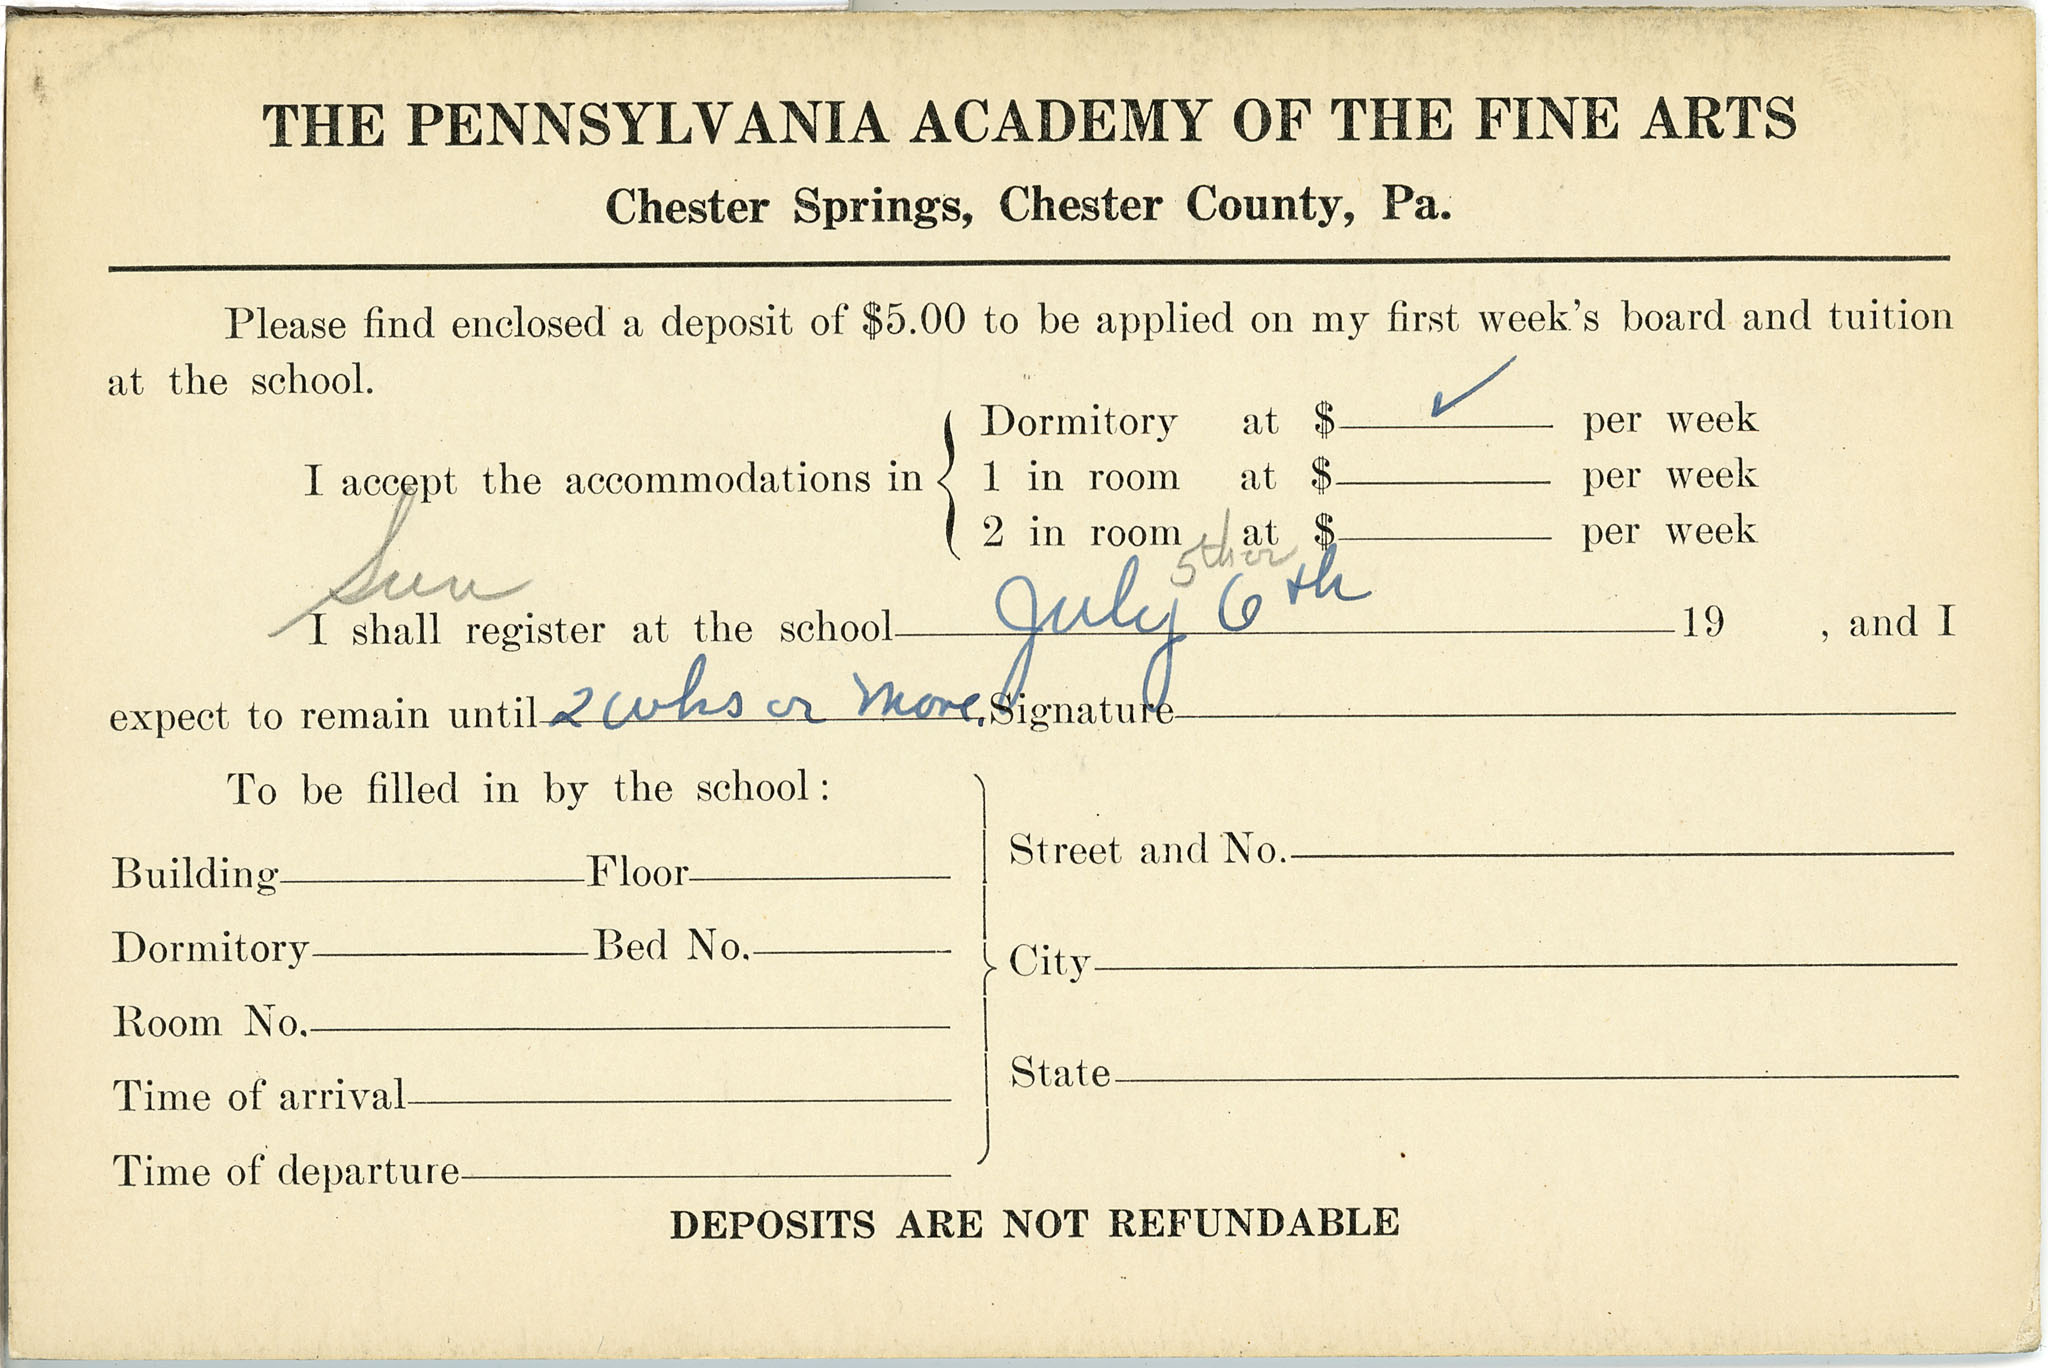 THE PENNSYLVANIA ACADEMY OF THE FINE ARTS
Chester Springs, Chester County, Pa.
Please find enclosed a deposit of $5.00 to be applied on my first week's board and tuition
at the school.
Dormitory at $ ✓ per week
I accept the accommodations in { 1 in room at $ per week
2 in room at $ per week
Sun 5th or
I shall register at the school July 6th 19 , and I
expect to remain until 2 wks or more. Signature
To be filled in by the school:
Street and No.
Building Floor
Dormitory Bed No.
City
Room No.
State
Time of arrival
Time of departure
DEPOSITS ARE NOT REFUNDABLE